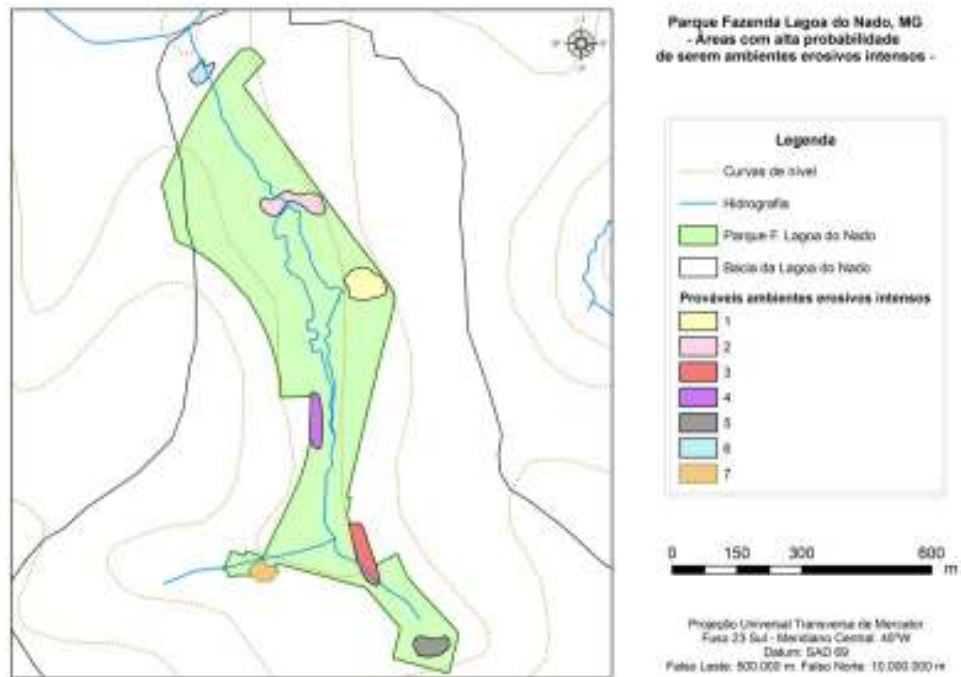 Parque Fazenda Lagoa do Nado, MG
- Áreas com alta probabilidade
de serem ambientes erosivos intensos -
Legenda
Curvas de nível
Hidrografia
Parque F. Lagoa do Nado
Bacia da Lagoa do Nado
Prováveis ambientes erosivos intensos
1
2
3
4
5
6
7
0 150 300 600
m
Projeção Universal Transversa de Mercator
Fuso 23 Sul - Meridiano Central: 45°W
Datum: SAD 69
Falso Leste: 500.000 m. Falso Norte: 10.000.000 m